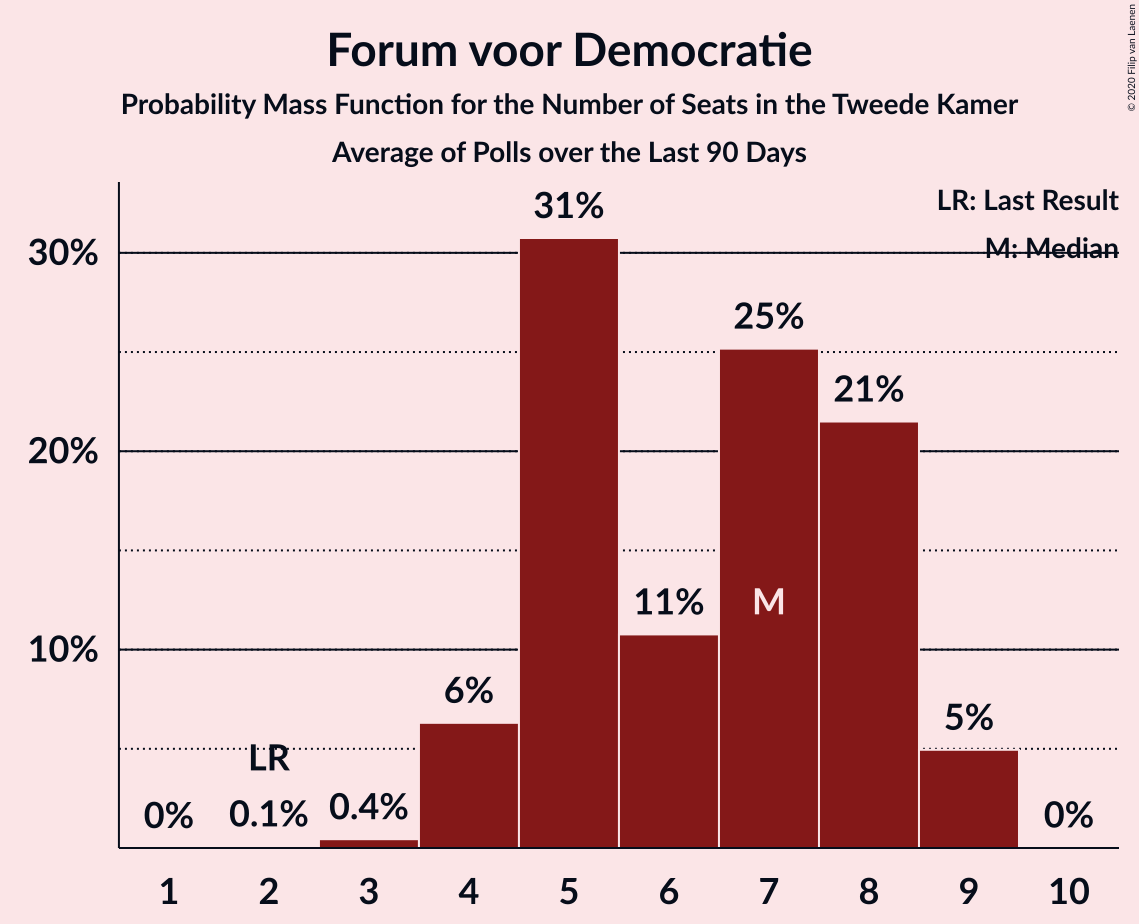 Forum voor Democratie
Probability Mass Function for the Number of Seats in the Tweede Kamer
Average of Polls over the Last 90 Days
© 2020 Filip van Laenen
LR: Last Result
M: Median
30%
20%
10%
0%
LR
0.1%
0.4%
6%
31%
11%
25%
M
21%
5%
0%
1 2 3 4 5 6 7 8 9 10